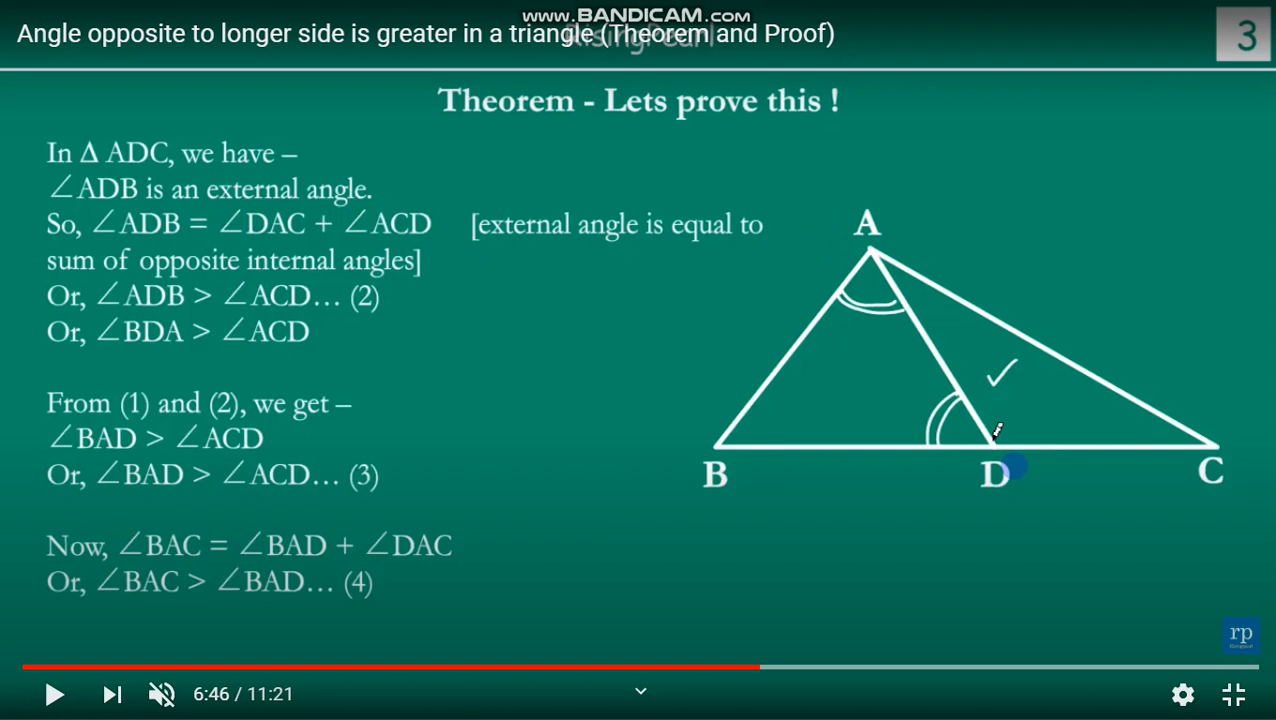 www.BANDICAM.com
Angle opposite to longer side is greater in a triangle (Theorem and Proof)
RisingPearl
3
Theorem - Lets prove this !
In Δ ADC, we have –
∠ADB is an external angle.
So, ∠ADB = ∠DAC + ∠ACD [external angle is equal to
sum of opposite internal angles]
Or, ∠ADB > ∠ACD… (2)
Or, ∠BDA > ∠ACD
From (1) and (2), we get –
∠BAD > ∠ACD
Or, ∠BAD > ∠ACD… (3)
Now, ∠BAC = ∠BAD + ∠DAC
Or, ∠BAC > ∠BAD… (4)
A
B
D
C
rp
6:46 / 11:21